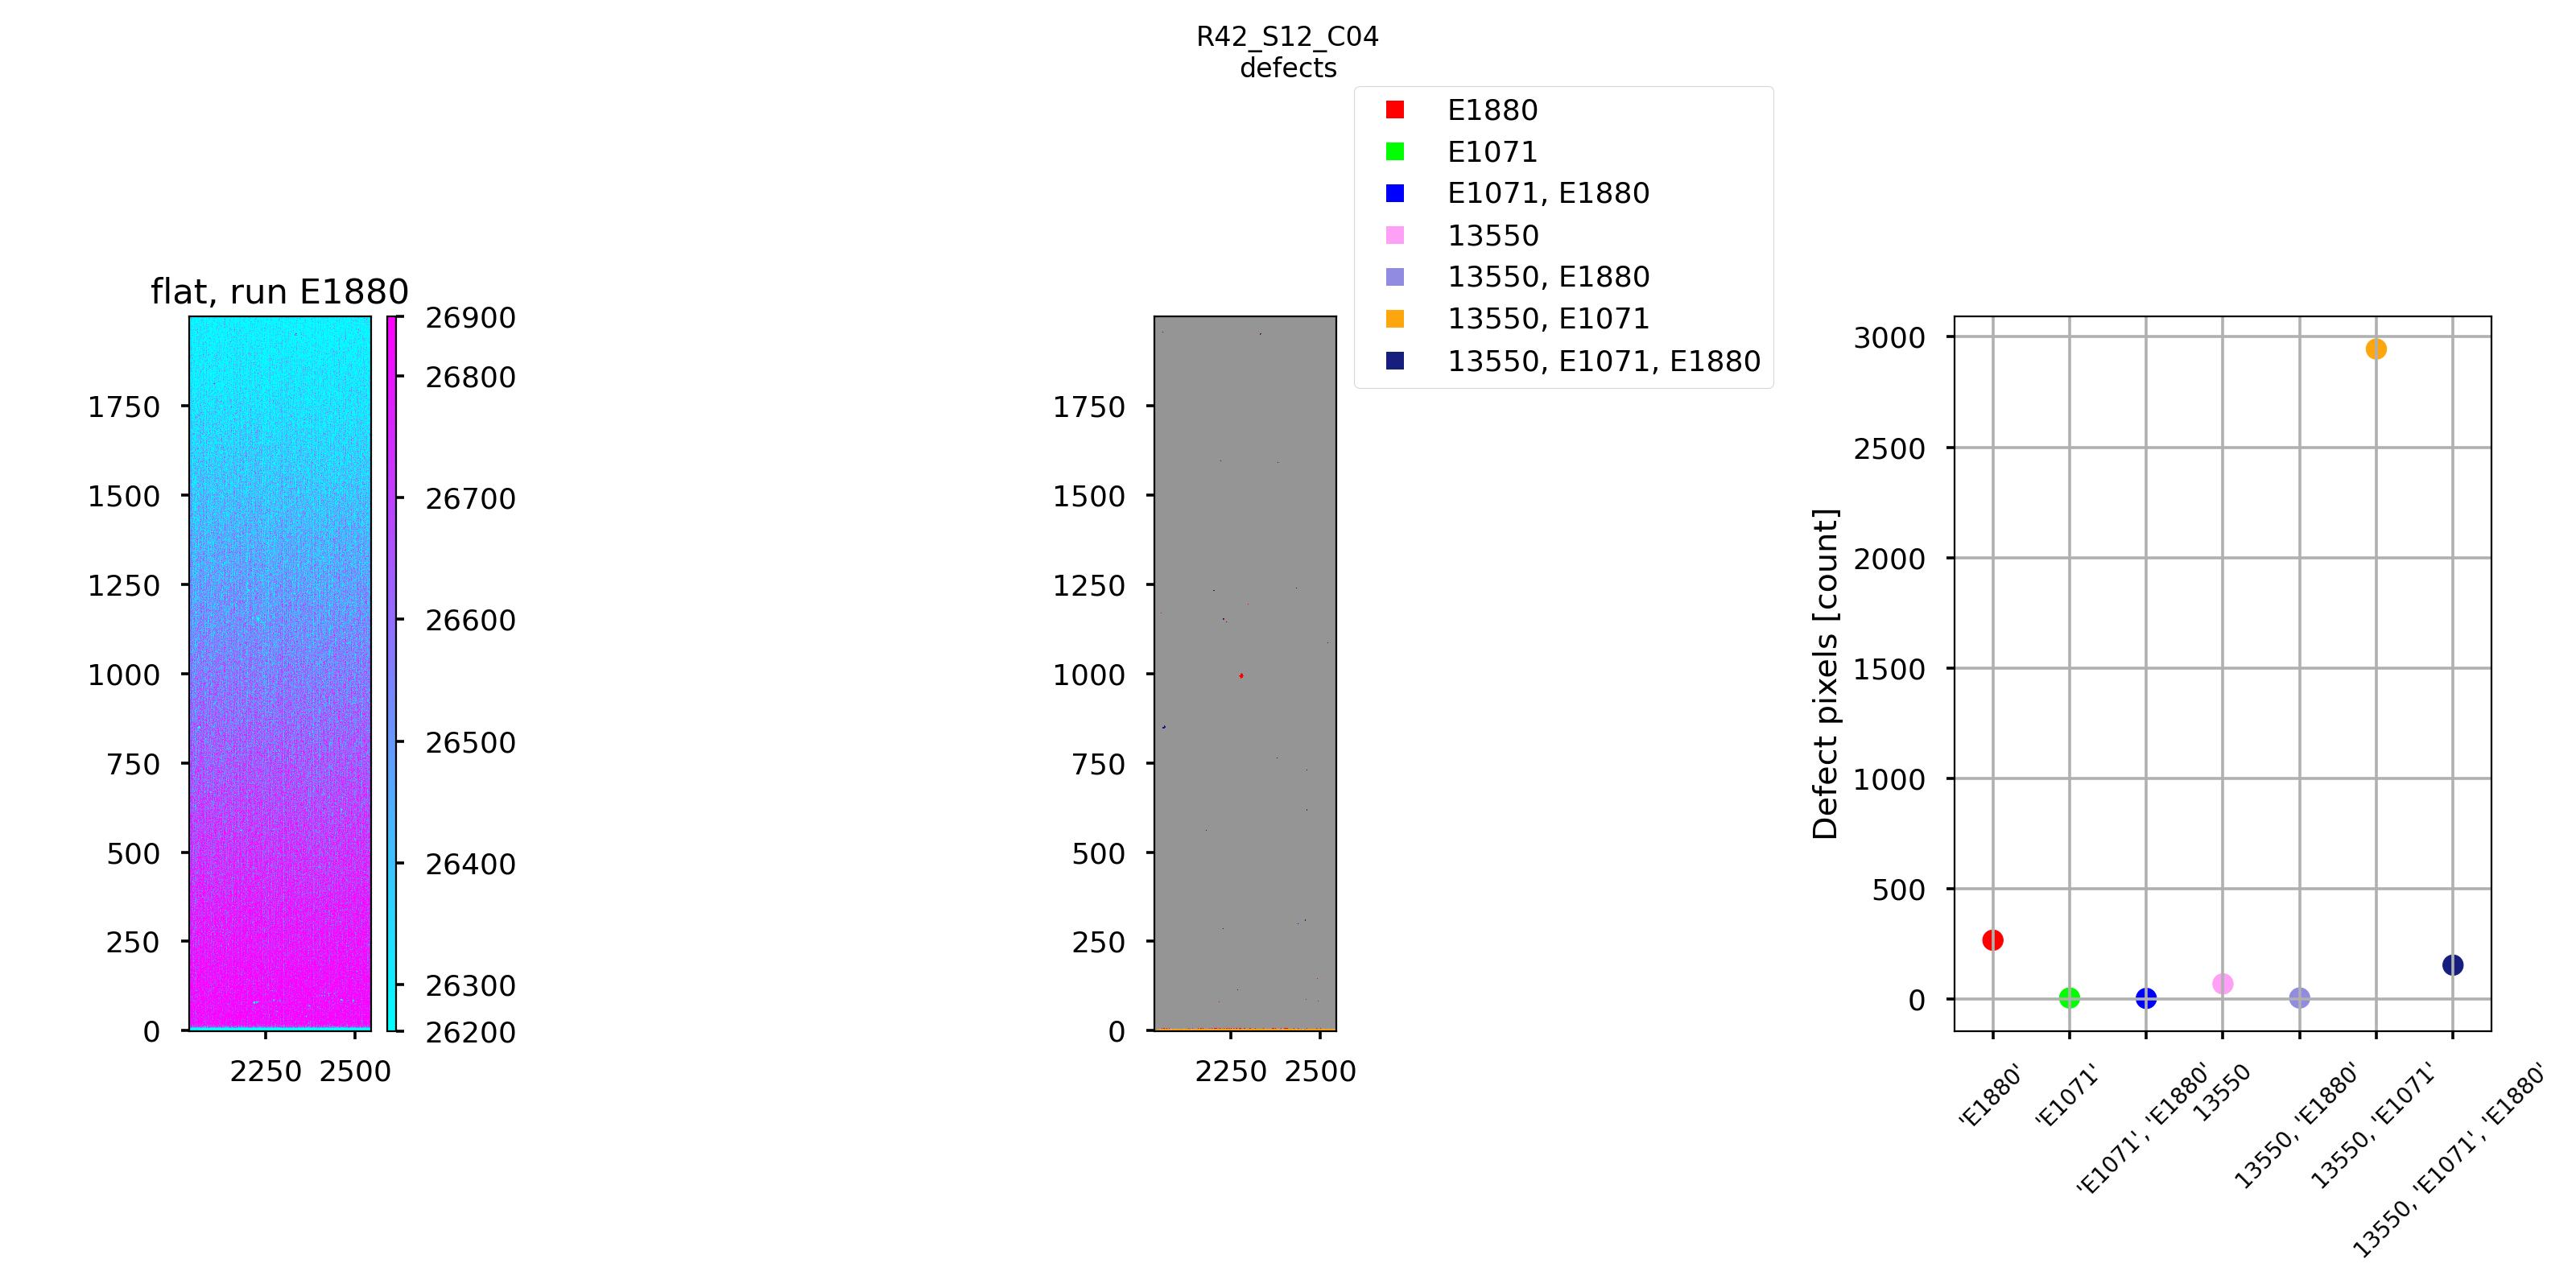 R42_S12_C04
defects
flat, run E1880
26900
26800
26700
26600
26500
26400
26300
26200
1750
1500
1250
1000
750
500
250
0
2250 2500
E1880
E1071
E1071, E1880
13550
13550, E1880
13550, E1071
13550, E1071, E1880
1750
1500
1250
1000
750
500
250
0
2250 2500
Defect pixels [count]
3000
2500
2000
1500
1000
500
0
'E1880'
'E1071'
'E1071', 'E1880'
13550
13550, 'E1880'
13550, 'E1071'
13550, 'E1071', 'E1880'